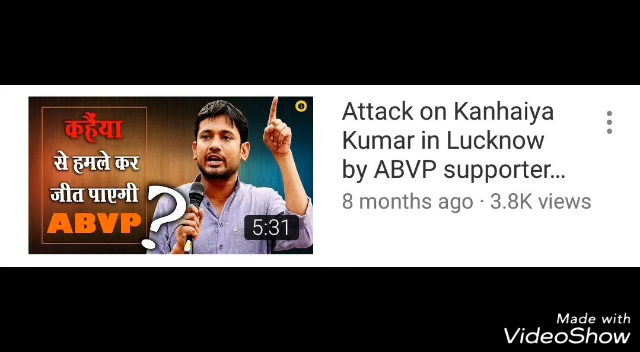 कहैंया
से हमले कर
जीत पाएगी
ABVP?
5:31
Attack on Kanhaiya
Kumar in Lucknow
by ABVP supporter...
8 months ago · 3.8K views
Made with
VideoShow